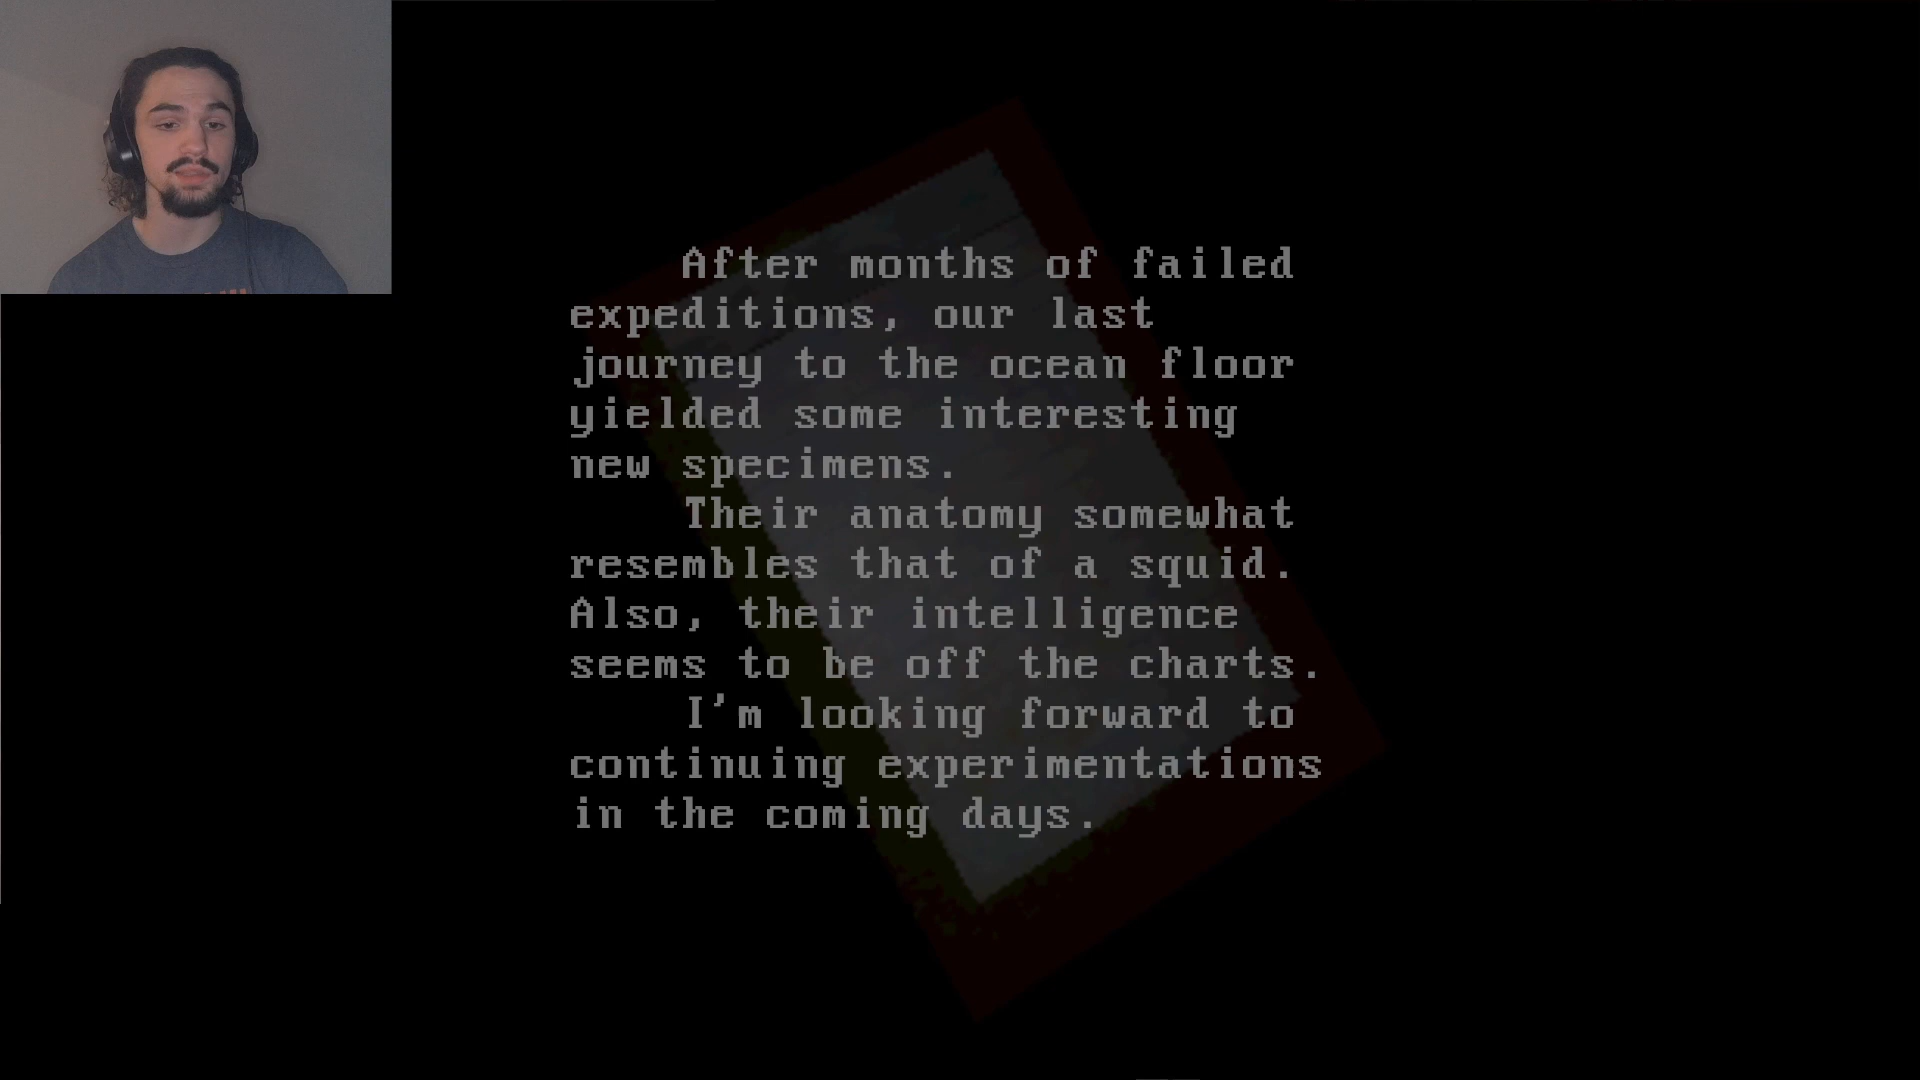 After months of failed
expeditions, our last
journey to the ocean floor
yielded some interesting
new specimens.
Their anatomy somewhat
resembles that of a squid.
Also, their intelligence
seems to be off the charts.
I'm looking forward to
continuing experimentations
in the coming days.